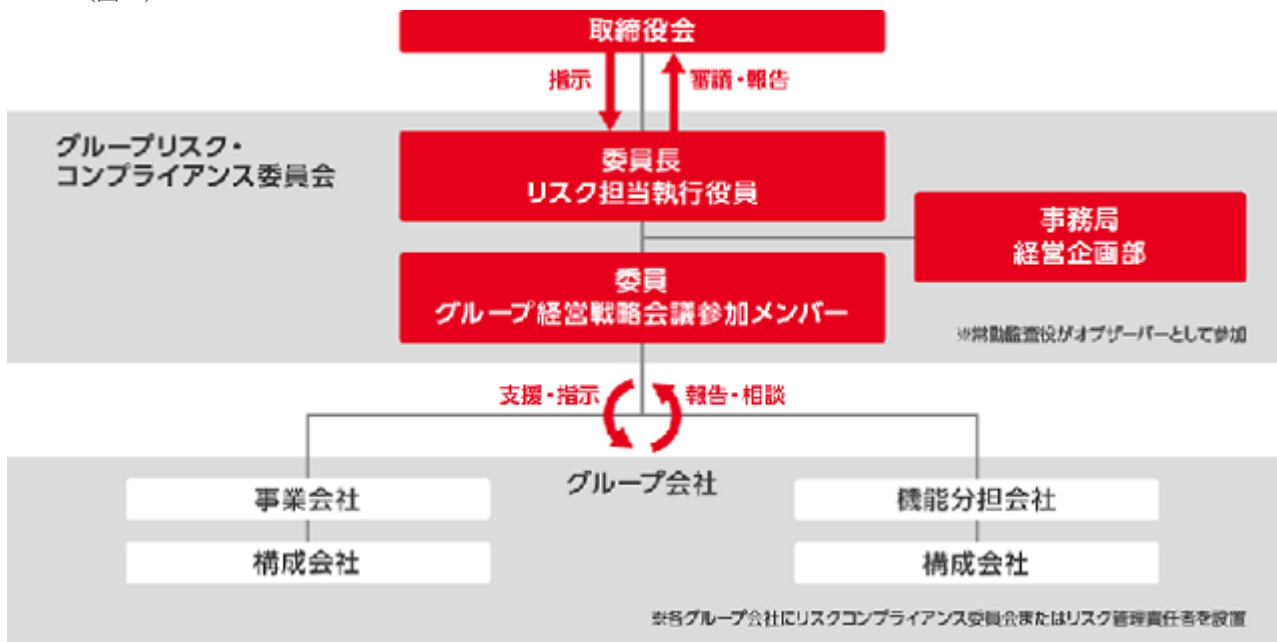 取締役会
指示
審議・報告
グループリスク・
コンプライアンス委員会
委員長
リスク担当執行役員
事務局
経営企画部
委員
グループ経営戦略会議参加メンバー
※常勤監査役がオブザーバーとして参加
支援・指示
報告・相談
グループ会社
事業会社
機能分担会社
構成会社
構成会社
※各グループ会社にリスクコンプライアンス委員会またはリスク管理責任者を設置